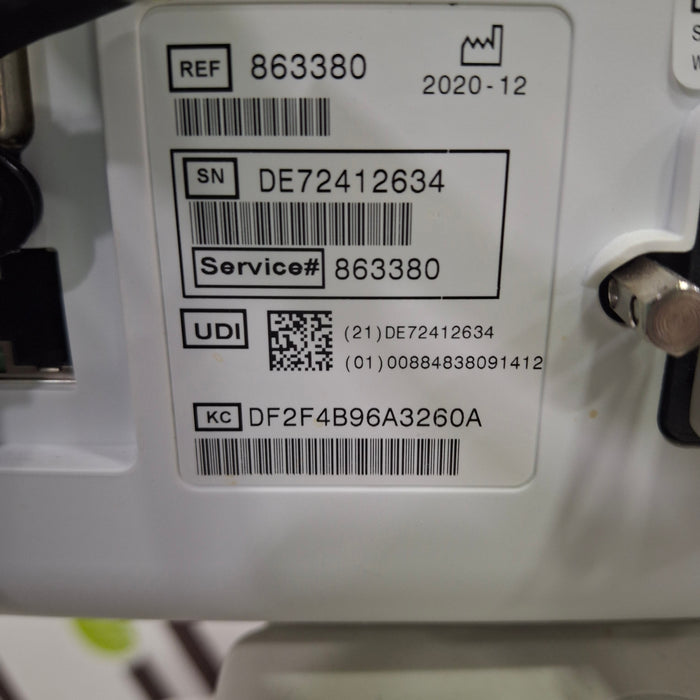 REF 863380
2020-12
SN DE72412634
Service# 863380
UDI (21)DE72412634
(01)00884838091412
KC DF2F4B96A3260A